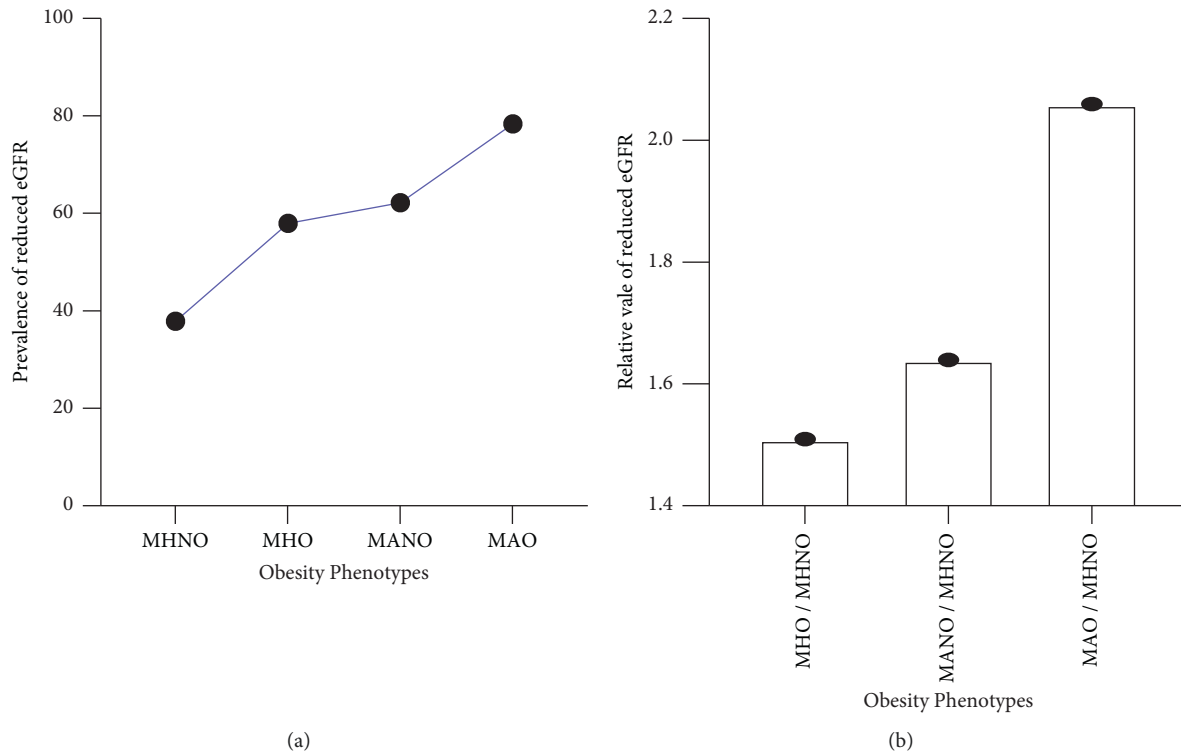 Prevalence of reduced eGFR
100
80
60
40
20
0
MHNO
MHO
MANO
MAO
Obesity Phenotypes
(a)
Relative vale of reduced eGFR
2.2
2.0
1.8
1.6
1.4
MHO / MHNO
MANO / MHNO
MAO / MHNO
Obesity Phenotypes
(b)